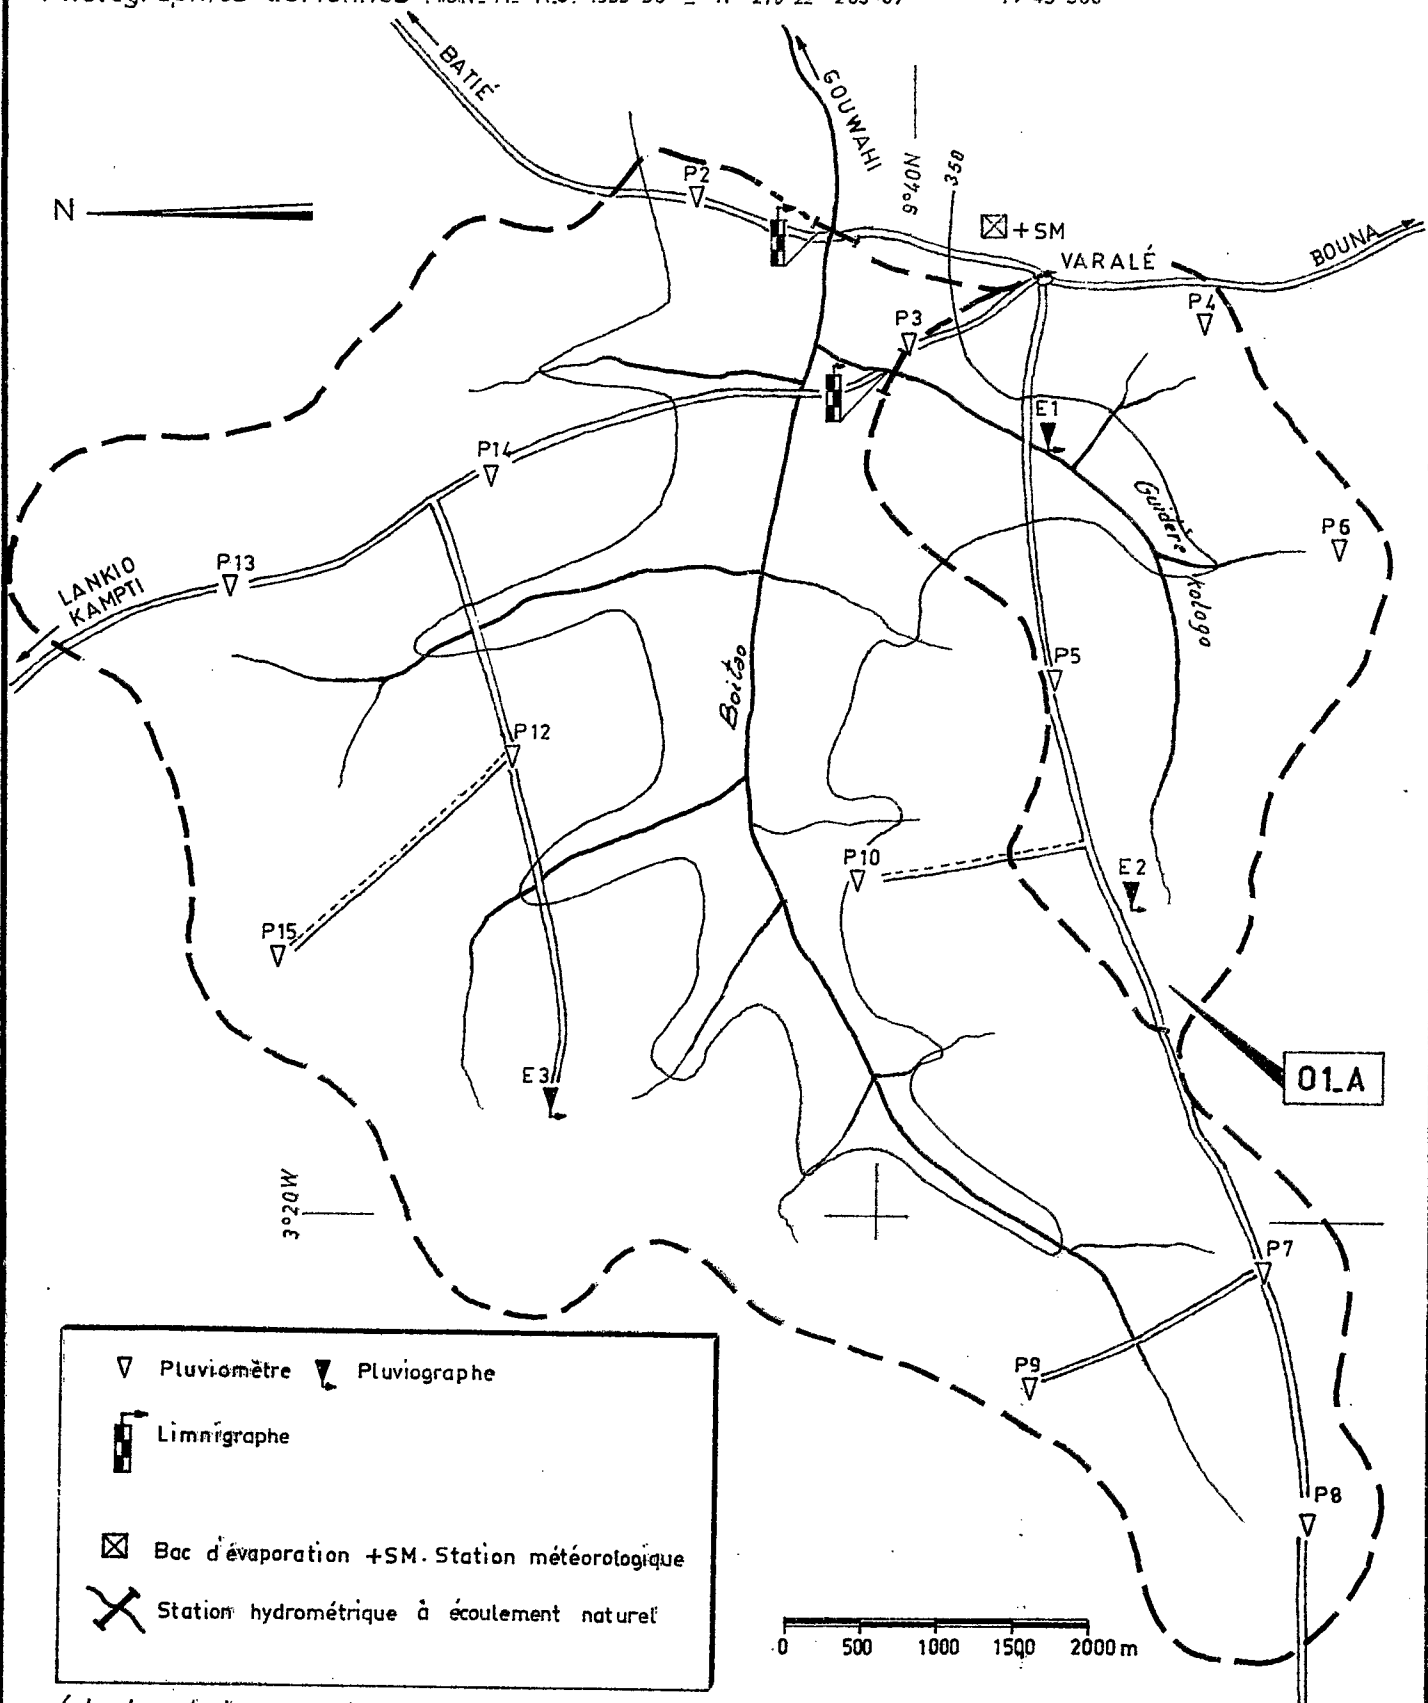 BATIÉ
GOUWAHI
9°40N
350
N
P2
+SM
VARALÉ
BOUNA
P3
P4
E1
P14
Guidéré
kologo
P6
P13
LANKIO
KAMPTI
P5
Boitao
P12
P10
E2
P15
E3
01_A
3°20W
P7
P9
P8
Pluviomètre
Pluviographe
Limnigraphe
Bac d'évaporation +SM. Station météorologique
Station hydrométrique à écoulement naturel
0 500 1000 1500 2000 m